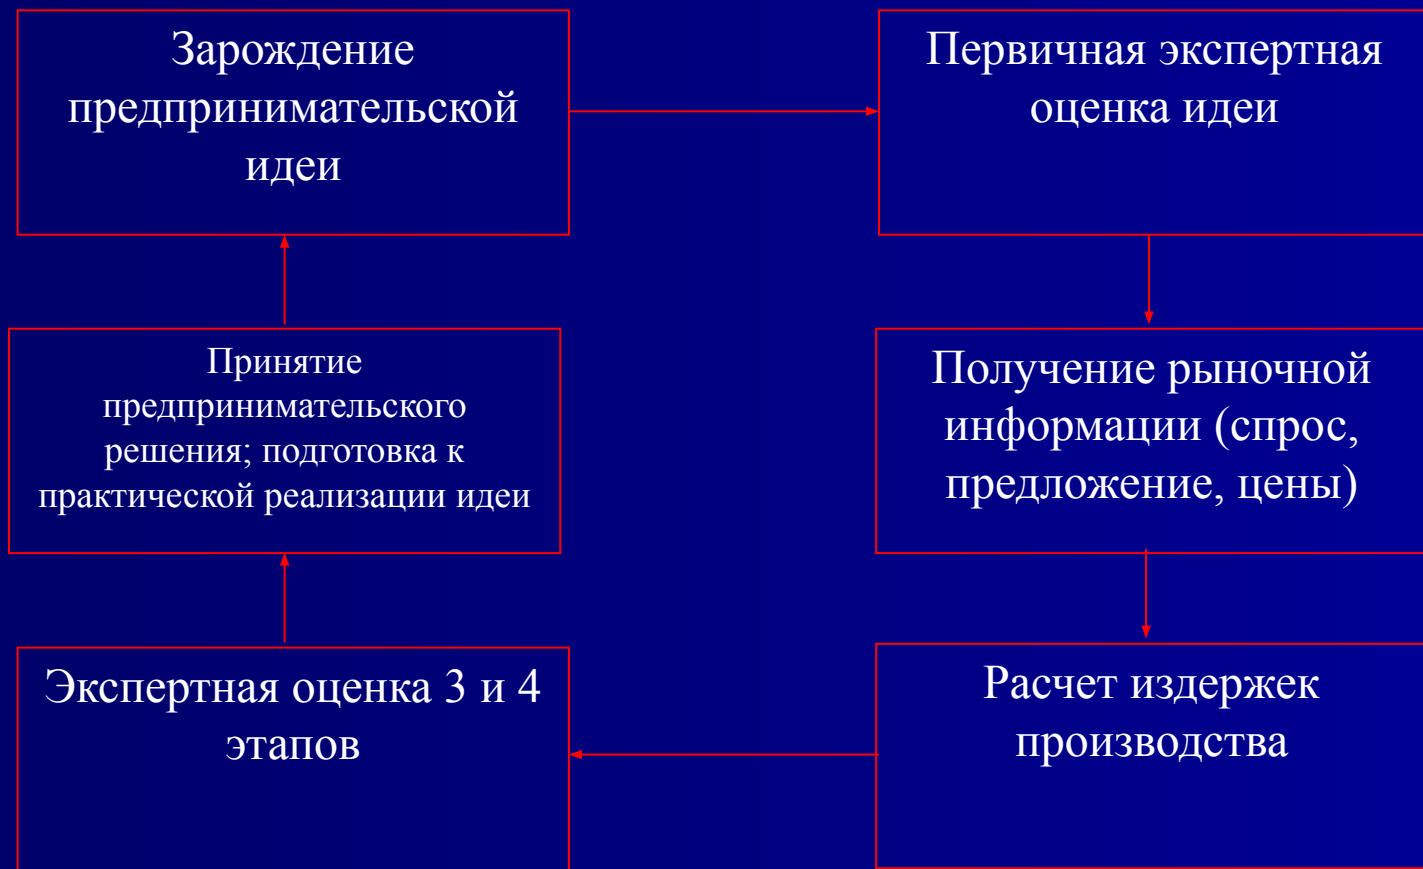 Зарождение
предпринимательской
идеи
Первичная экспертная
оценка идеи
Принятие
предпринимательского
решения; подготовка к
практической реализации идеи
Получение рыночной
информации (спрос,
предложение, цены)
Экспертная оценка 3 и 4
этапов
Расчет издержек
производства